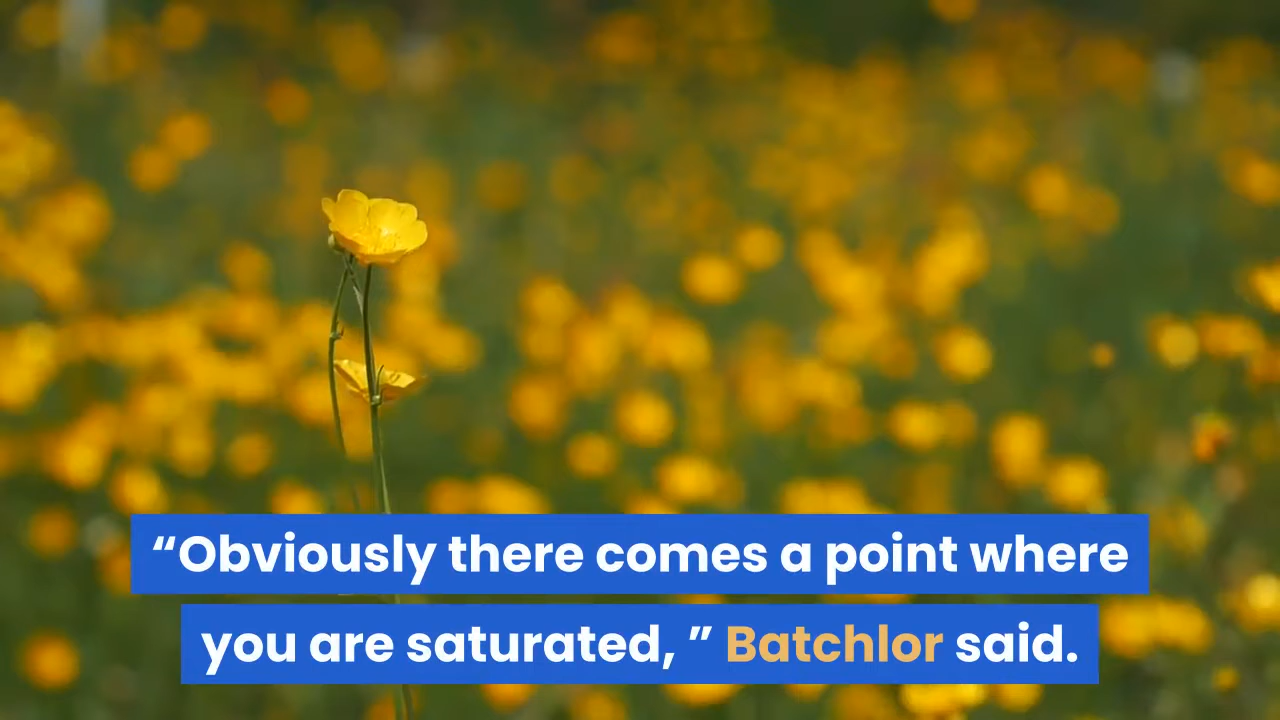 “Obviously there comes a point where
you are saturated, ” Batchlor said.